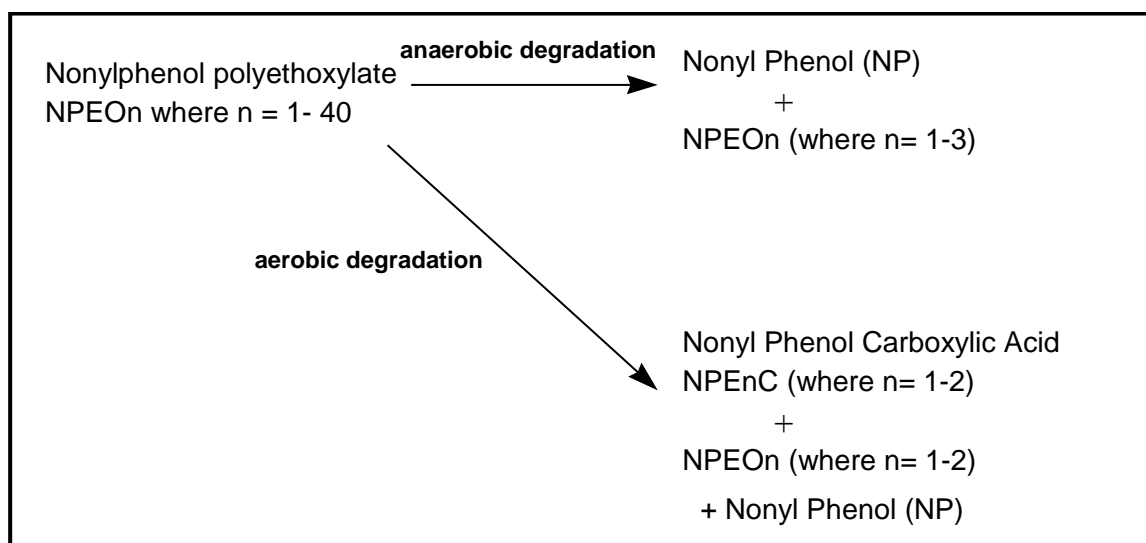 Nonylphenol polyethoxylate
NPEOn where n = 1- 40
anaerobic degradation
Nonyl Phenol (NP)
+
NPEOn (where n= 1-3)
aerobic degradation
Nonyl Phenol Carboxylic Acid
NPEnC (where n= 1-2)
+
NPEOn (where n= 1-2)
+ Nonyl Phenol (NP)